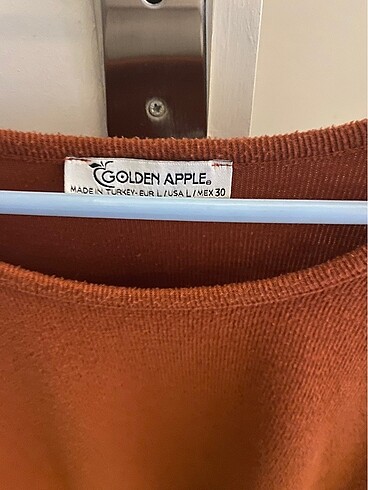 GOLDEN APPLE®
MADE IN TURKEY-EUR L/USA L/MEX 30